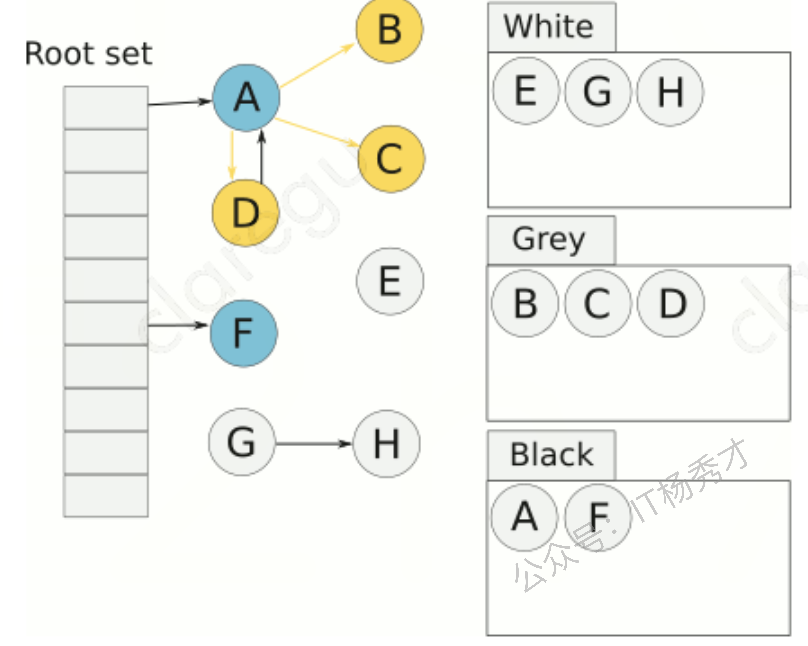 Root set
A
B
C
D
E
F
G
H
White
E G H
Grey
B C D
Black
A F
公众号: IT杨秀才